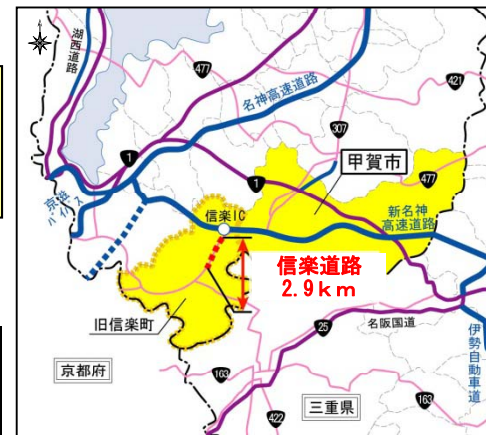 湖西道路
477
名神高速道路
421
307
1
甲賀市
477
京滋
バイパス
1
信楽IC
新名神
高速道路
信楽道路
2.9km
旧信楽町
25
名阪国道
伊勢自動車道
京都府
163
三重県
163
422